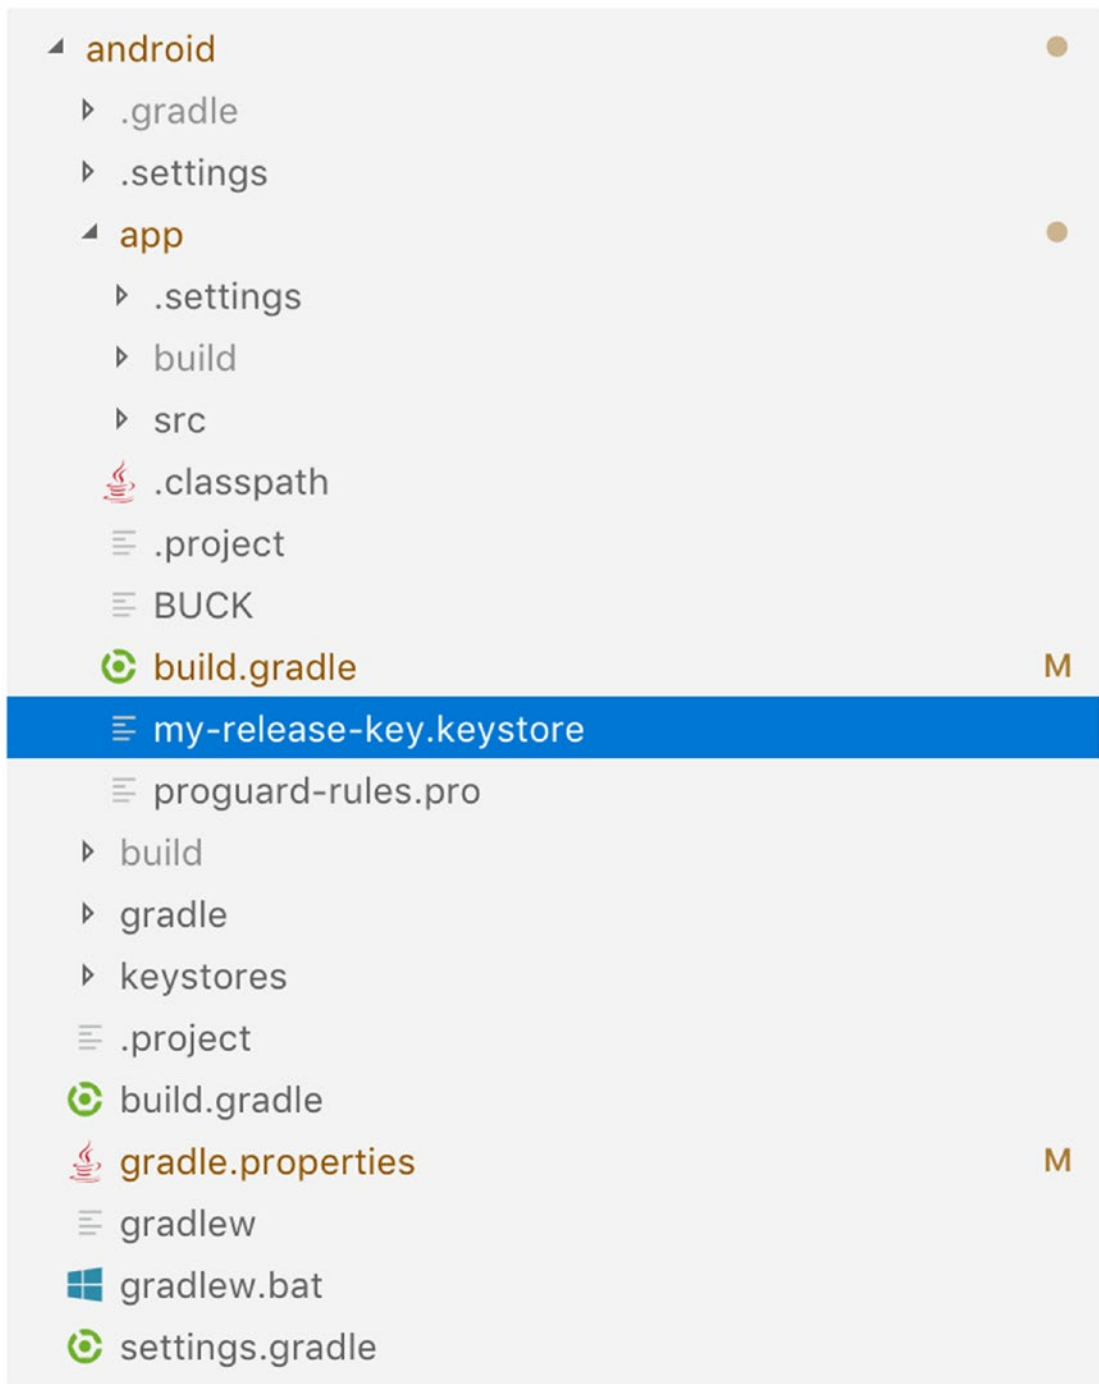 android
.gradle
.settings
app
.settings
build
src
.classpath
.project
BUCK
build.gradle M
my-release-key.keystore
proguard-rules.pro
build
gradle
keystores
.project
build.gradle
gradle.properties M
gradlew
gradlew.bat
settings.gradle